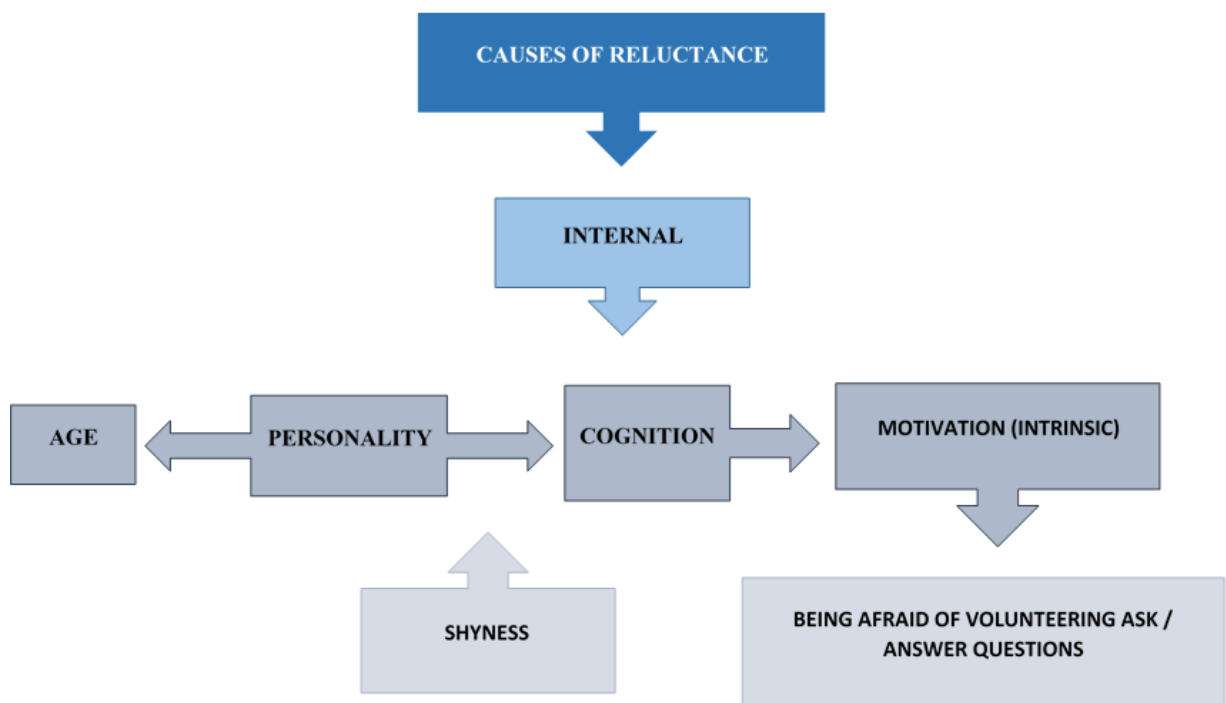 CAUSES OF RELUCTANCE
INTERNAL
AGE
PERSONALITY
COGNITION
MOTIVATION (INTRINSIC)
SHYNESS
BEING AFRAID OF VOLUNTEERING ASK /
ANSWER QUESTIONS